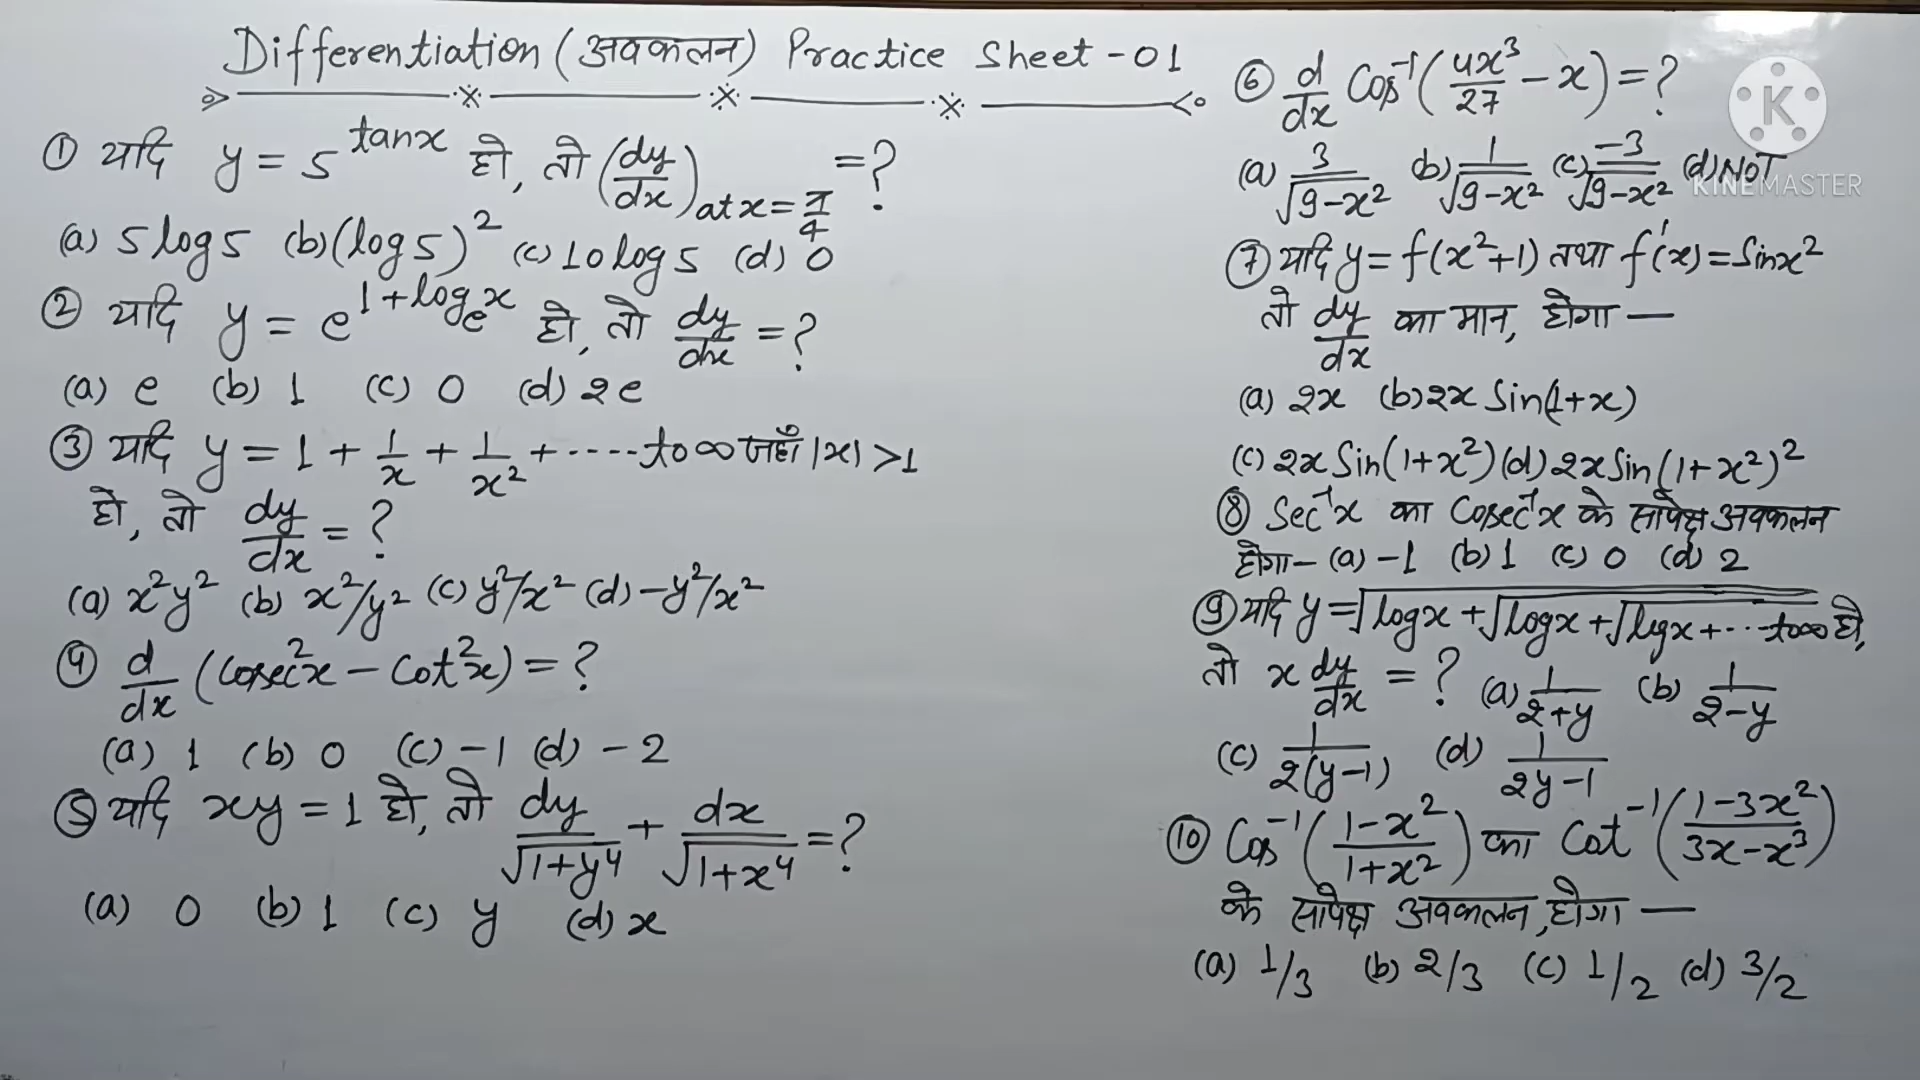 Differentiation (अवकलन) Practice Sheet - 01
① यदि y = 5^tanx हो, तो (dy/dx) at x = π/4 = ?
(a) 5 log 5 (b) (log 5)² (c) 10 log 5 (d) 0
② यदि y = e^(1+logₑx) हो, तो dy/dx = ?
(a) e (b) 1 (c) 0 (d) 2e
③ यदि y = 1 + 1/x + 1/x² + ---- to ∞ जहाँ |x| > 1
हो, तो dy/dx = ?
(a) x²y² (b) x²/y² (c) y²/x² (d) -y²/x²
④ d/dx (Cosec²x - Cot²x) = ?
(a) 1 (b) 0 (c) -1 (d) -2
⑤ यदि xy = 1 हो, तो dy/√(1+y⁴) + dx/√(1+x⁴) = ?
(a) 0 (b) 1 (c) y (d) x
⑥ d/dx Cos⁻¹(4x³/27 - x) = ?
(a) 3/√(9-x²) (b) 1/√(9-x²) (c) -3/√(9-x²) (d) NOT
K
KINEMASTER
⑦ यदि y = f(x²+1) तथा f'(x) = Sinx²
तो dy/dx का मान, होगा —
(a) 2x (b) 2x Sin(1+x)
(c) 2x Sin(1+x²) (d) 2x Sin(1+x²)²
⑧ Sec⁻¹x का Cosec⁻¹x के सापेक्ष अवकलन
होगा - (a) -1 (b) 1 (c) 0 (d) 2
⑨ यदि y = √(logx + √(logx + √(logx + --- to ∞ हो,
तो x dy/dx = ? (a) 1/(2+y) (b) 1/(2-y)
(c) 1/(2(y-1)) (d) 1/(2y-1)
⑩ Cos⁻¹((1-x²)/(1+x²)) का Cot⁻¹((1-3x²)/(3x-x³))
के सापेक्ष अवकलन, होगा —
(a) 1/3 (b) 2/3 (c) 1/2 (d) 3/2